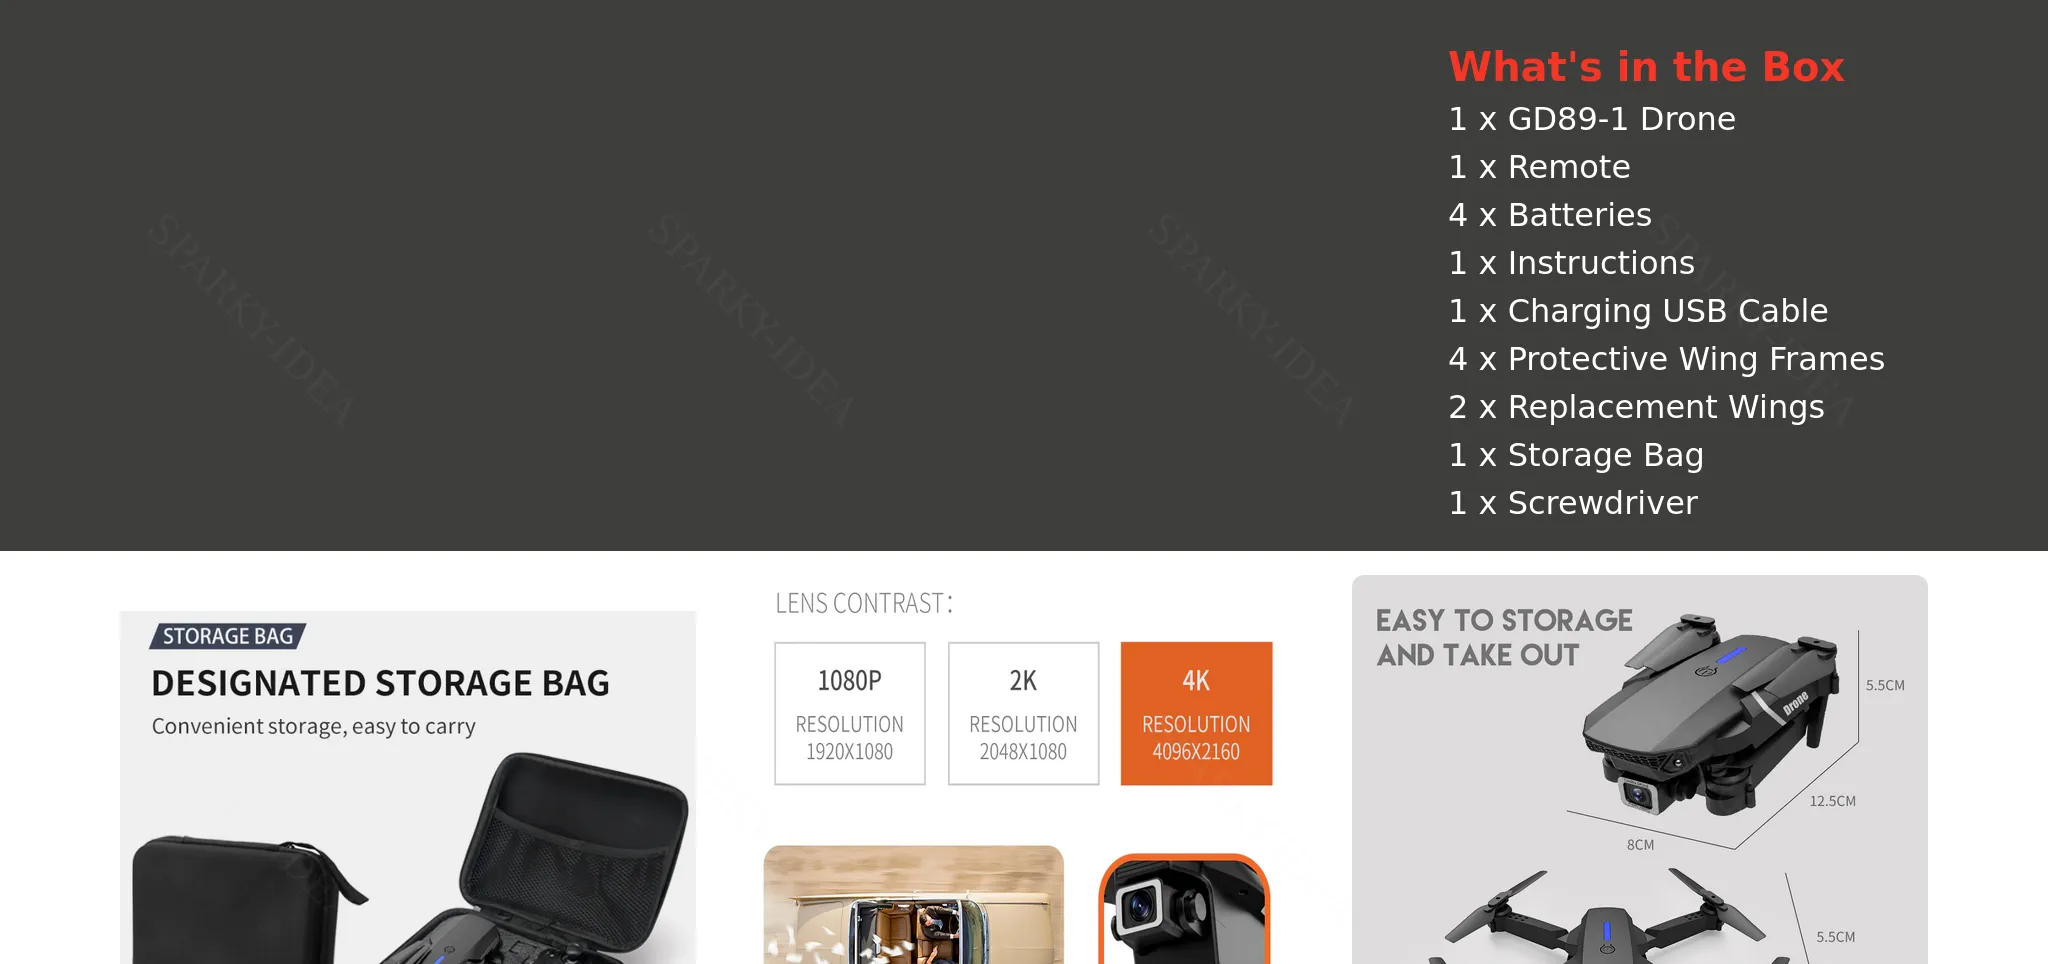 What's in the Box
1 x GD89-1 Drone
1 x Remote
4 x Batteries
1 x Instructions
1 x Charging USB Cable
4 x Protective Wing Frames
2 x Replacement Wings
1 x Storage Bag
1 x Screwdriver
SPARKY-IDEA
SPARKY-IDEA
SPARKY-IDEA
SPARKY-IDEA
STORAGE BAG
DESIGNATED STORAGE BAG
Convenient storage, easy to carry
LENS CONTRAST:
1080P
RESOLUTION
1920X1080
2K
RESOLUTION
2048X1080
4K
RESOLUTION
4096X2160
EASY TO STORAGE
AND TAKE OUT
Drone
5.5CM
12.5CM
8CM
5.5CM